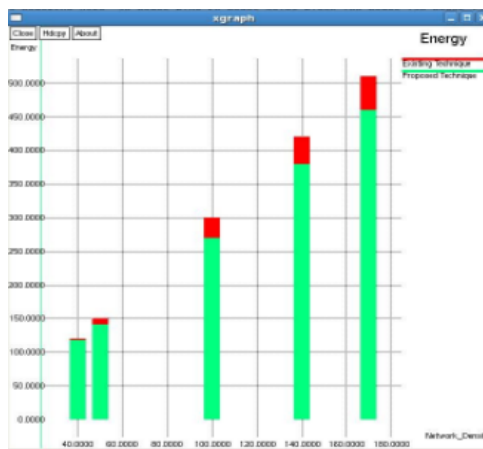 xgraph
Close Hdcpy About
Energy
Energy
Existing Technique
Proposed Technique
500.0000
450.0000
400.0000
350.0000
300.0000
250.0000
200.0000
150.0000
100.0000
50.0000
0.0000
40.0000 60.0000 80.0000 100.0000 120.0000 140.0000 160.0000 180.0000